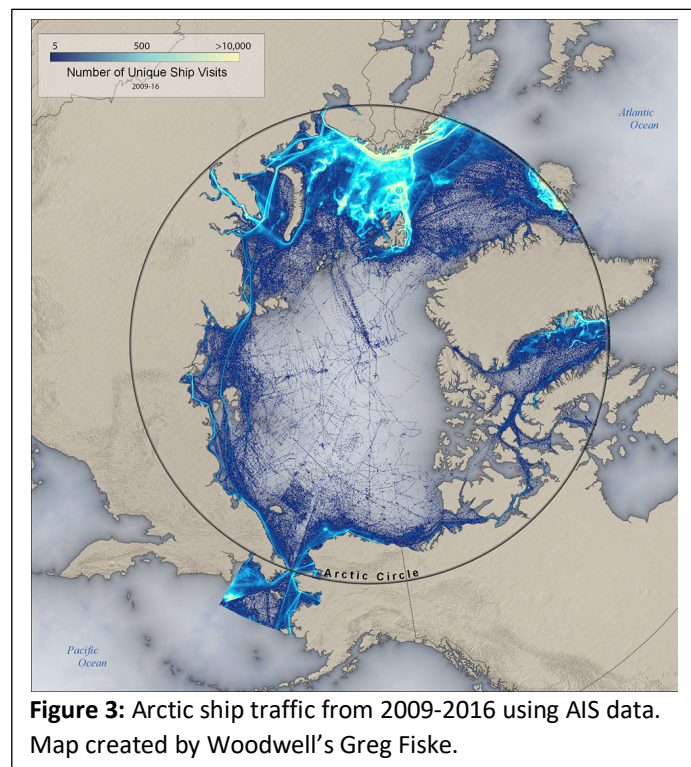 5 500 >10,000
Number of Unique Ship Visits
2009-16
Atlantic
Ocean
Arctic Circle
Pacific
Ocean
Figure 3: Arctic ship traffic from 2009-2016 using AIS data.
Map created by Woodwell’s Greg Fiske.